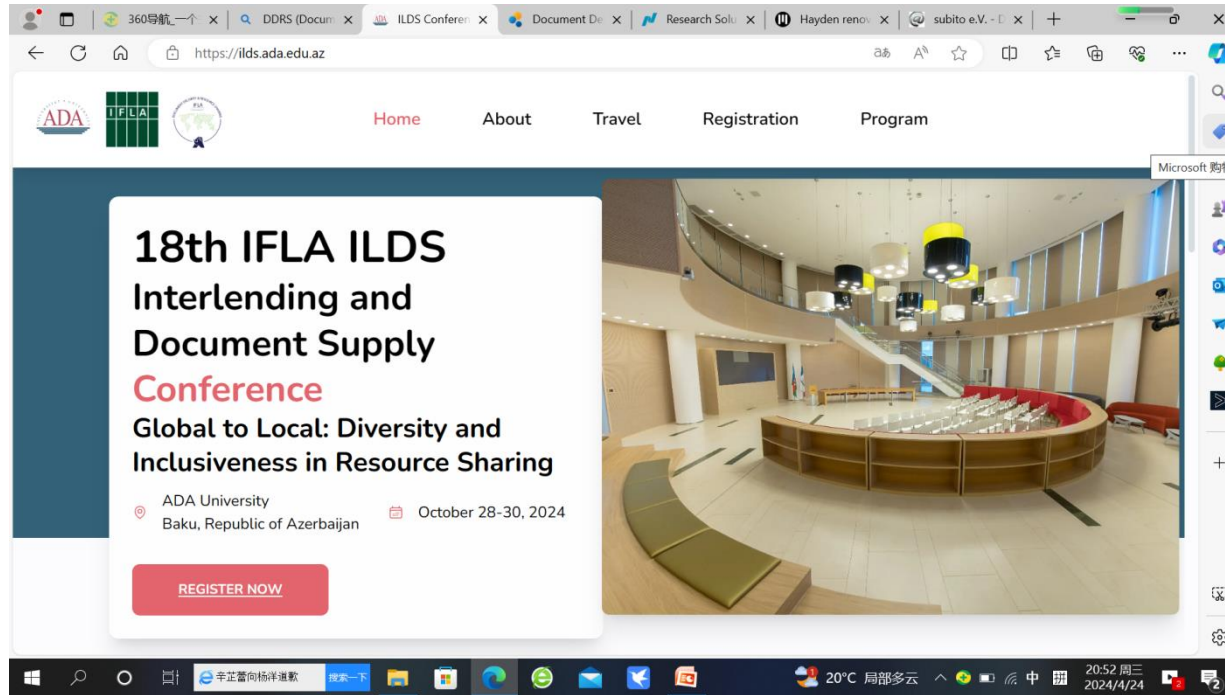 360导航_一个
DDRS (Docum
ILDS Conferen
Document De
Research Solu
Hayden renov
subito e.V. - D
https://ilds.ada.edu.az
ADA
IFLA
Home
About
Travel
Registration
Program
Microsoft 购物
18th IFLA ILDS
Interlending and
Document Supply
Conference
Global to Local: Diversity and
Inclusiveness in Resource Sharing
ADA University
Baku, Republic of Azerbaijan
October 28-30, 2024
REGISTER NOW
辛芷蕾向杨洋道歉
搜索一下
20°C 局部多云
中
20:52 周三
2024/4/24
2